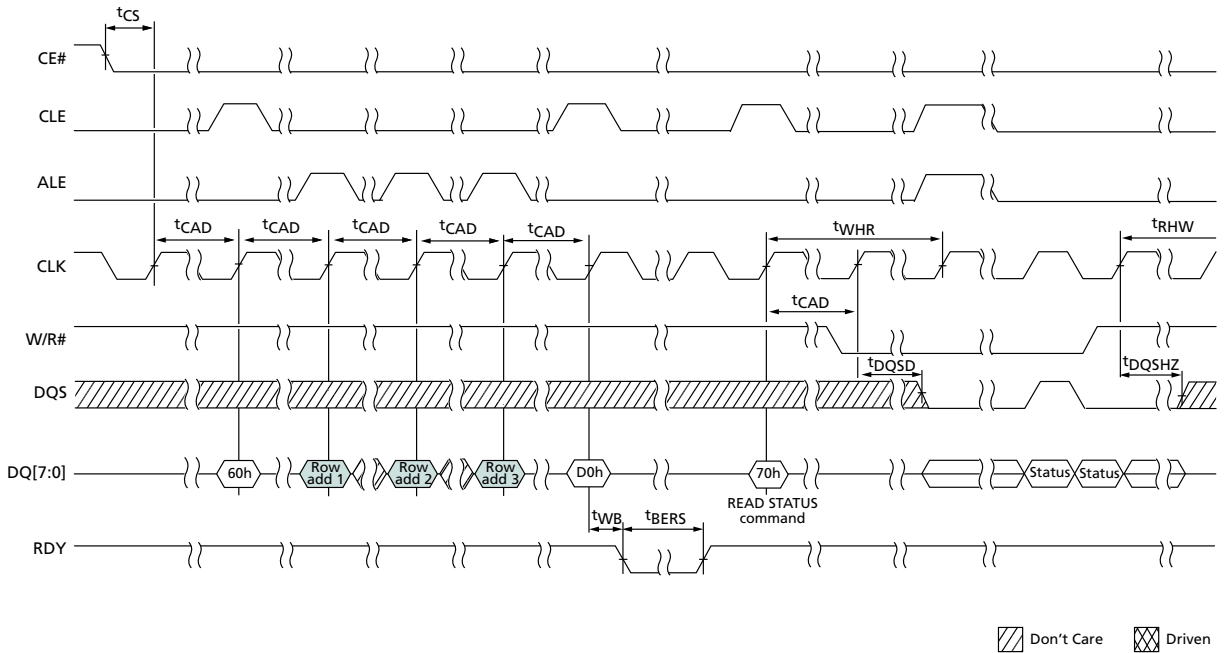 tCS
CE#
CLE
ALE
tCAD tCAD tCAD tCAD tCAD tWHR tRHW
CLK
tCAD
W/R#
tDQSD tDQSHZ
DQS
DQ[7:0] 60h Row add 1 Row add 2 Row add 3 D0h 70h Status Status
READ STATUS
command
tWB tBERS
RDY
Don't Care Driven